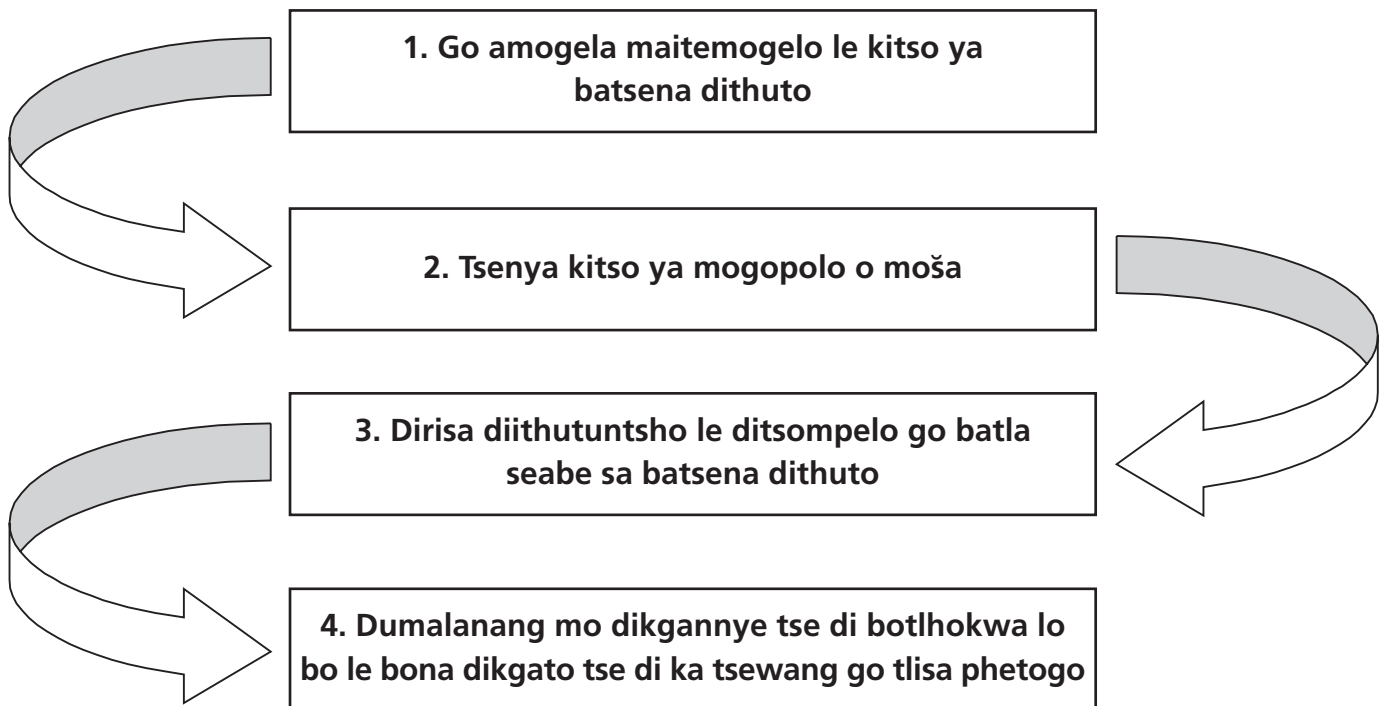 1. Go amogela maitemogelo le kitso ya
batsena dithuto
2. Tsenya kitso ya mogopolo o moša
3. Dirisa diithutuntsho le ditsompelo go batla
seabe sa batsena dithuto
4. Dumalanang mo dikgannye tse di botlhokwa lo
bo le bona dikgato tse di ka tsewang go tlisa phetogo